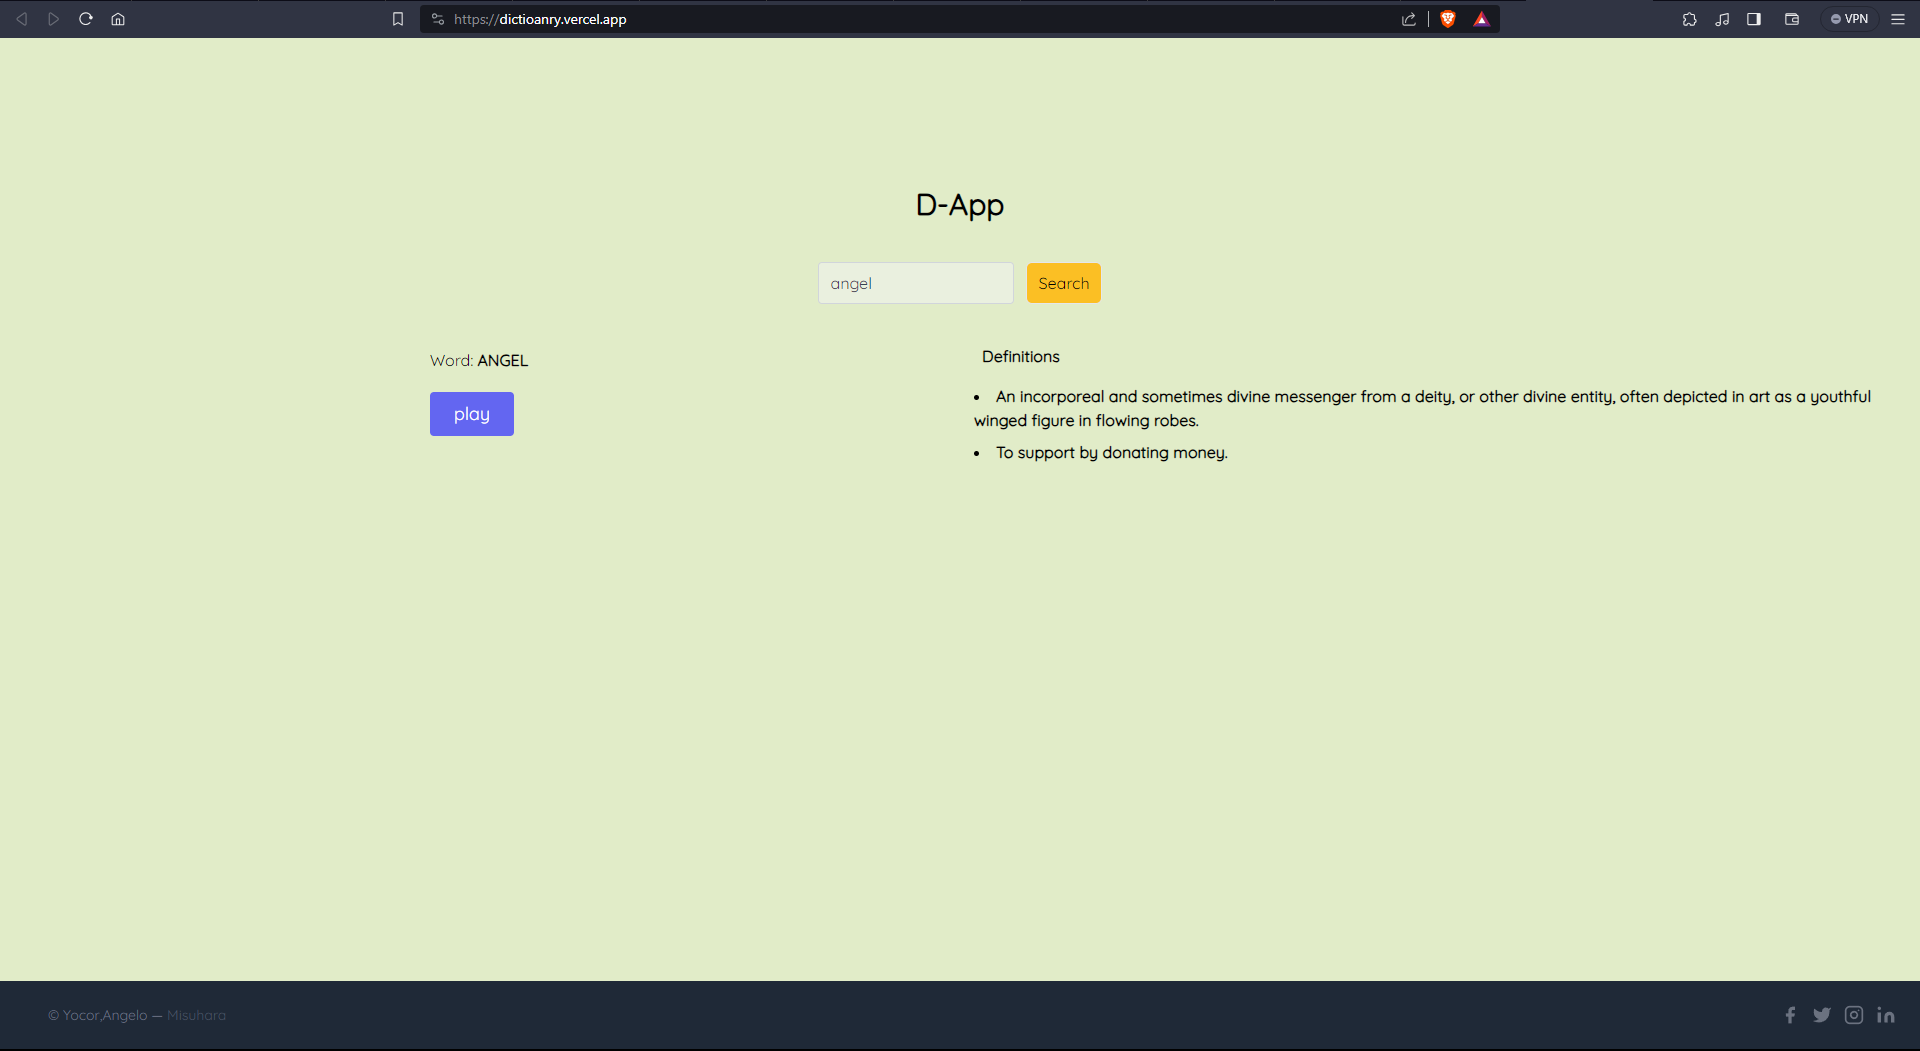 https://dictioanry.vercel.app
VPN
D-App
angel
Search
Word: ANGEL
play
Definitions
• An incorporeal and sometimes divine messenger from a deity, or other divine entity, often depicted in art as a youthful
winged figure in flowing robes.
• To support by donating money.
© Yocor,Angelo — Misuhara